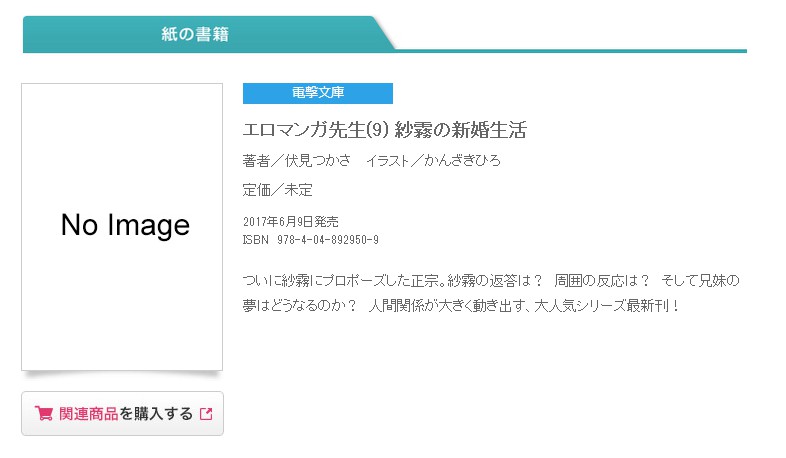 紙の書籍
電撃文庫
エロマンガ先生(9) 紗霧の新婚生活
著者／伏見つかさ　イラスト／かんざきひろ
定価／未定
No Image
2017年6月9日発売
ISBN　978-4-04-892950-9
ついに紗霧にプロポーズした正宗。紗霧の返答は？　周囲の反応は？　そして兄妹の
夢はどうなるのか？　人間関係が大きく動き出す、大人気シリーズ最新刊！
関連商品を購入する